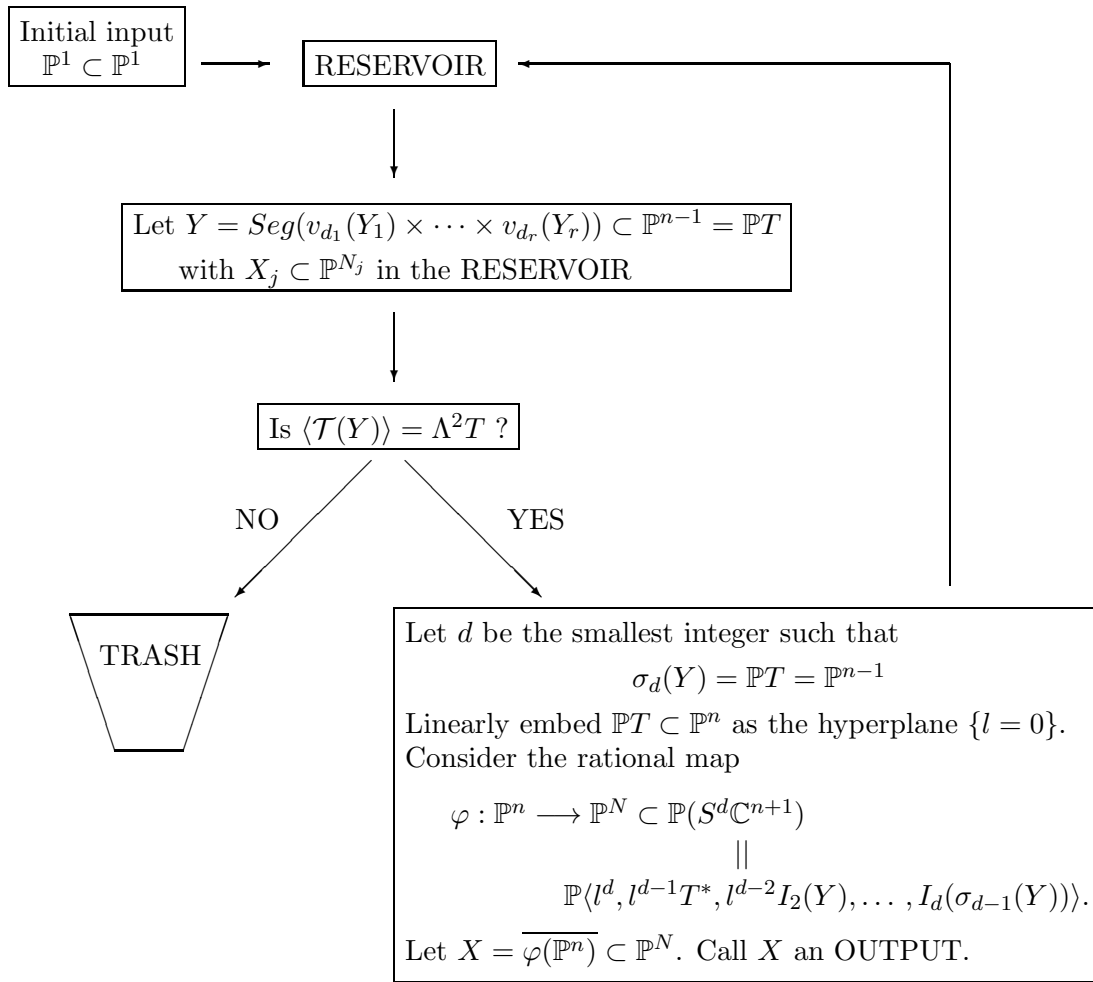 Initial input
ℙ¹ ⊂ ℙ¹
RESERVOIR
Let Y = Seg(v_{d_1}(Y_1) × ⋯ × v_{d_r}(Y_r)) ⊂ ℙ^{n−1} = ℙT
with X_j ⊂ ℙ^{N_j} in the RESERVOIR
Is ⟨𝒯(Y)⟩ = Λ²T ?
NO
YES
TRASH
Let d be the smallest integer such that
σ_d(Y) = ℙT = ℙ^{n−1}
Linearly embed ℙT ⊂ ℙ^n as the hyperplane {l = 0}.
Consider the rational map
φ : ℙ^n ⟶ ℙ^N ⊂ ℙ(S^dℂ^{n+1})
||
ℙ⟨l^d, l^{d−1}T^*, l^{d−2}I_2(Y), … , I_d(σ_{d−1}(Y))⟩.
Let X = \overline{φ(ℙ^n)} ⊂ ℙ^N. Call X an OUTPUT.